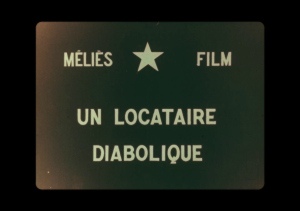 MÉLIÈS ★ FILM
UN LOCATAIRE
DIABOLIQUE